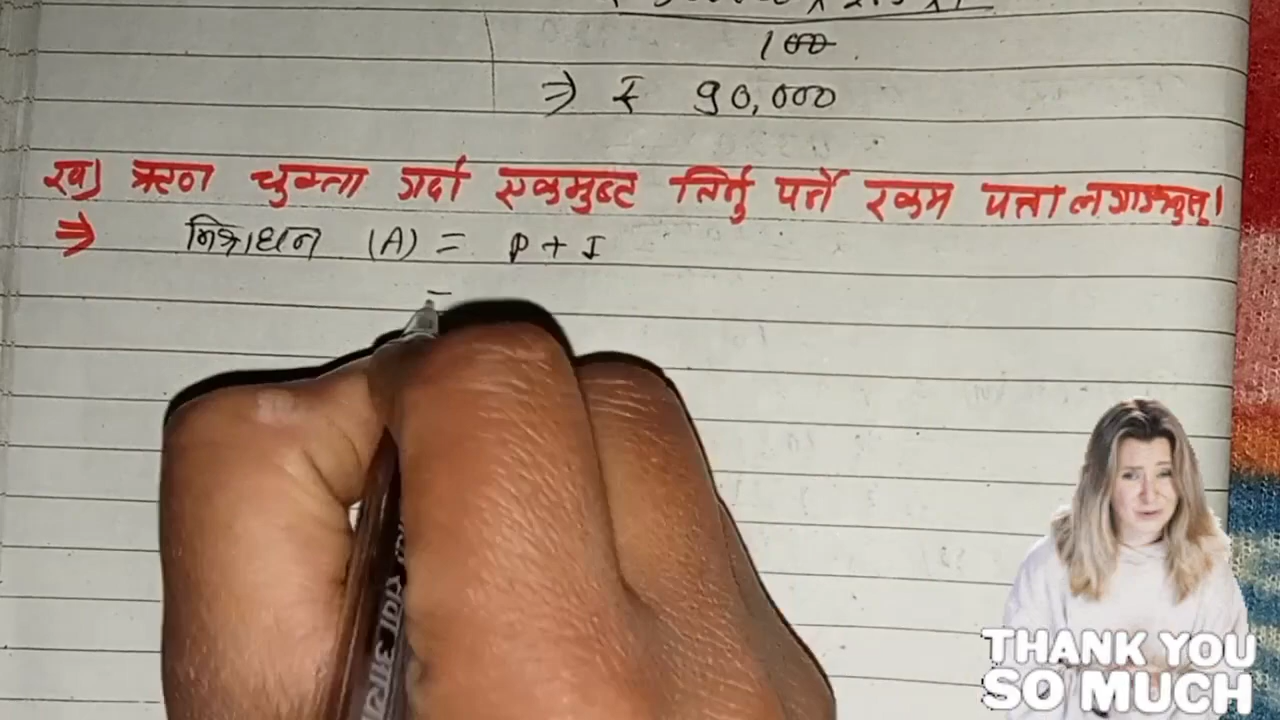 100
⇒ ₹ 90,000
ख) ऋण चुक्ता गर्दा एकमुष्ट तिर्नु पर्ने रकम पत्ता लगाउनुस्।
⇒ मिश्रधन (A) = P + I
=
THANK YOU
SO MUCH